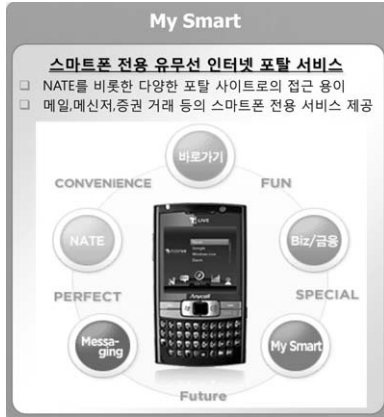 My Smart
스마트폰 전용 유무선 인터넷 포탈 서비스
□ NATE를 비롯한 다양한 포탈 사이트로의 접근 용이
□ 메일,메신저,증권 거래 등의 스마트폰 전용 서비스 제공
바로가기
CONVENIENCE
FUN
NATE
T LIVE
Biz/금융
PERFECT
SPECIAL
Anycall
Messa-
ging
My Smart
Future